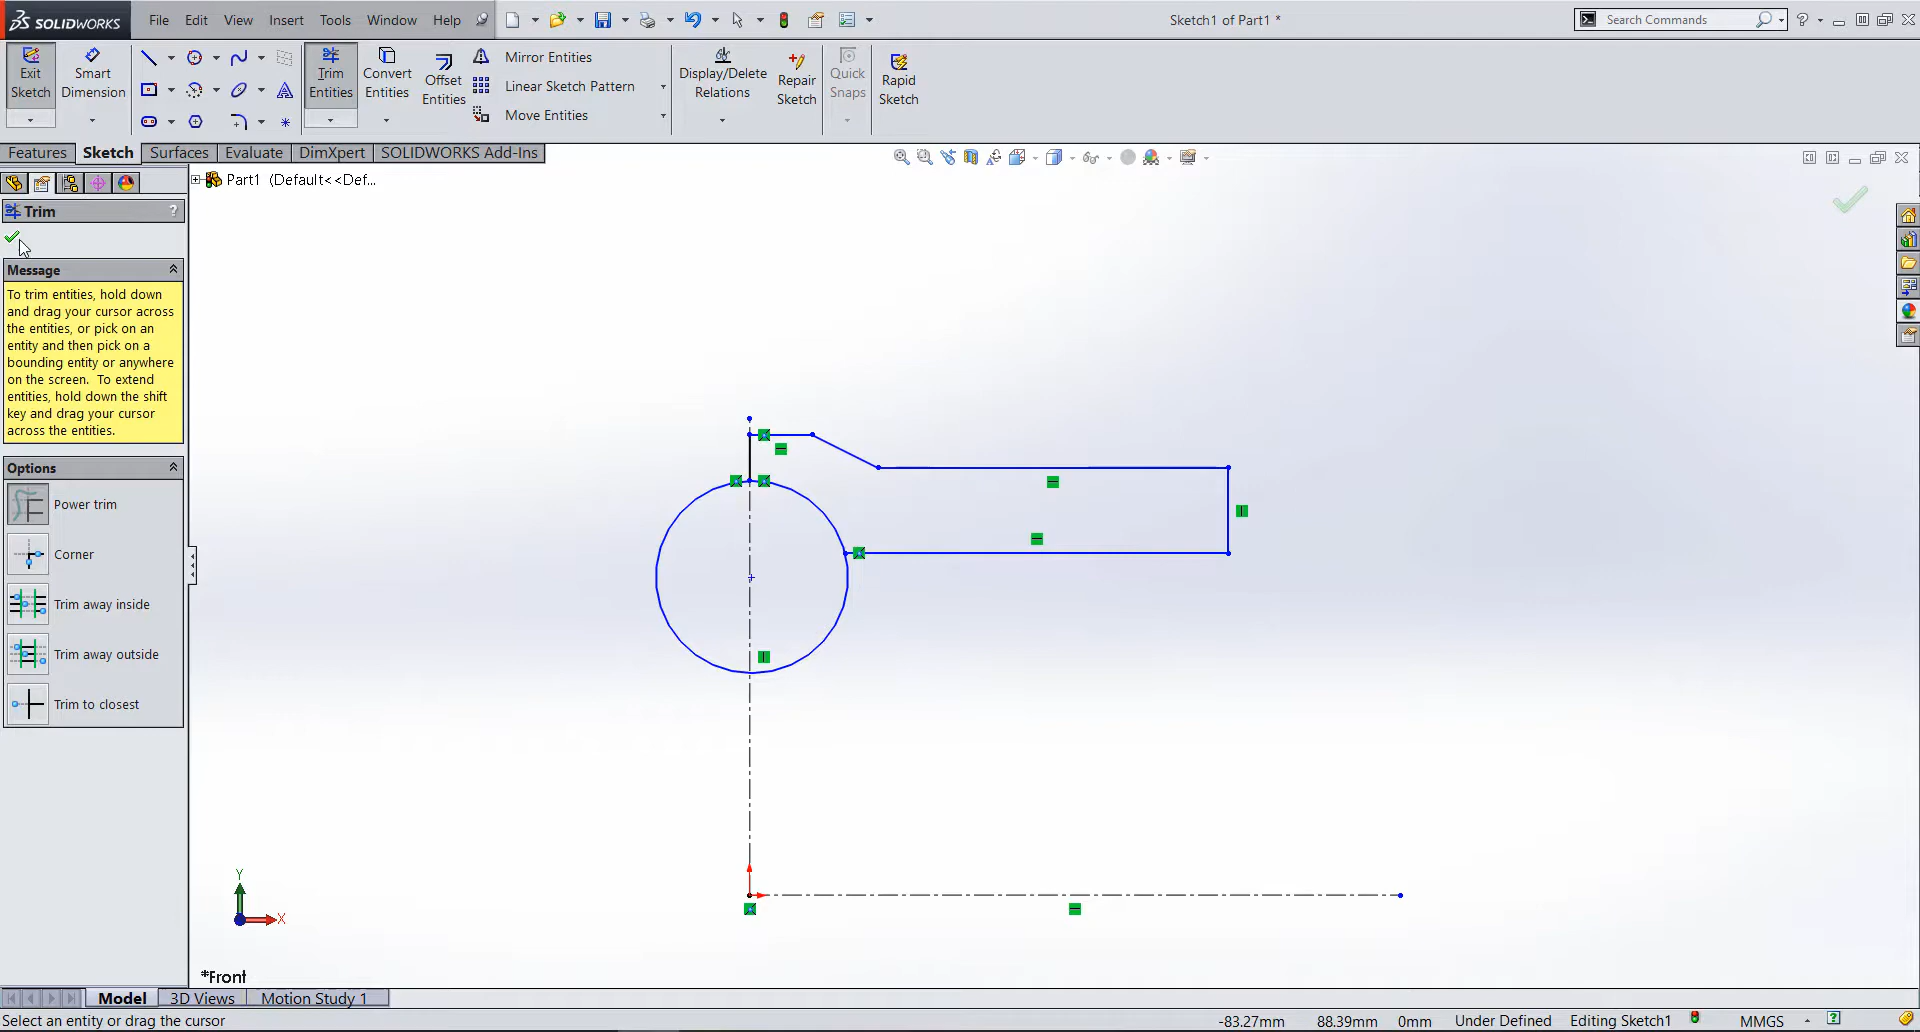 SOLIDWORKS File Edit View Insert Tools Window Help Sketch1 of Part1 * Search Commands
Exit Sketch
Smart Dimension
Trim Entities
Convert Entities
Offset Entities
Mirror Entities
Linear Sketch Pattern
Move Entities
Display/Delete Relations
Repair Sketch
Quick Snaps
Rapid Sketch
Features Sketch Surfaces Evaluate DimXpert SOLIDWORKS Add-Ins
Part1 (Default<<Def...
Trim ?
Message
To trim entities, hold down
and drag your cursor across
the entities, or pick on an
entity and then pick on a
bounding entity or anywhere
on the screen. To extend
entities, hold down the shift
key and drag your cursor
across the entities.
Options
Power trim
Corner
Trim away inside
Trim away outside
Trim to closest
Y
X
*Front
Model 3D Views Motion Study 1
Select an entity or drag the cursor -83.27mm 88.39mm 0mm Under Defined Editing Sketch1 MMGS